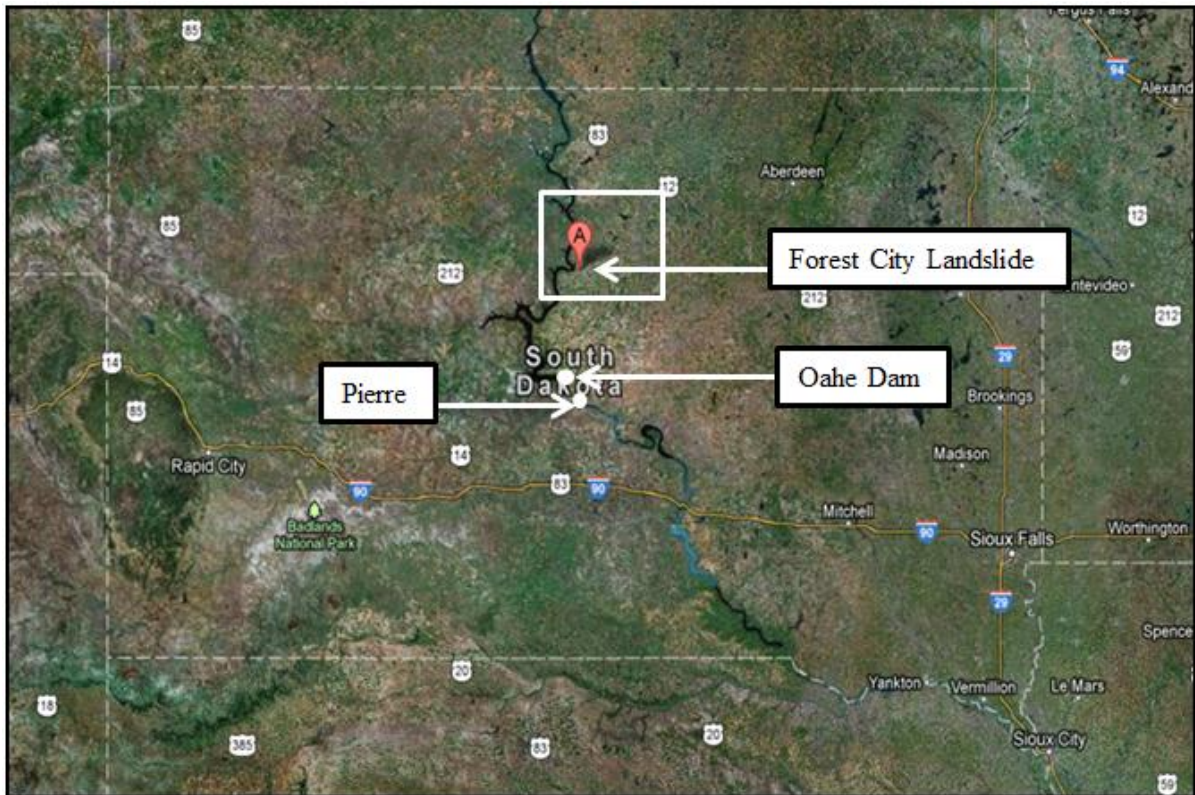 Fergus Falls
85
94
Alexand
83
Aberdeen
12
12
85
A
Forest City Landslide
212
212
ntevideo
212
59
South
Dakota
14
29
Oahe Dam
Pierre
85
Brookings
14
Madison
Rapid City
83
90
90
Mitchell
90
Worthington
Badlands
National Park
Sioux Falls
29
Spence
20
Yankton
Vermillion
Le Mars
18
385
83
20
Sioux City
59